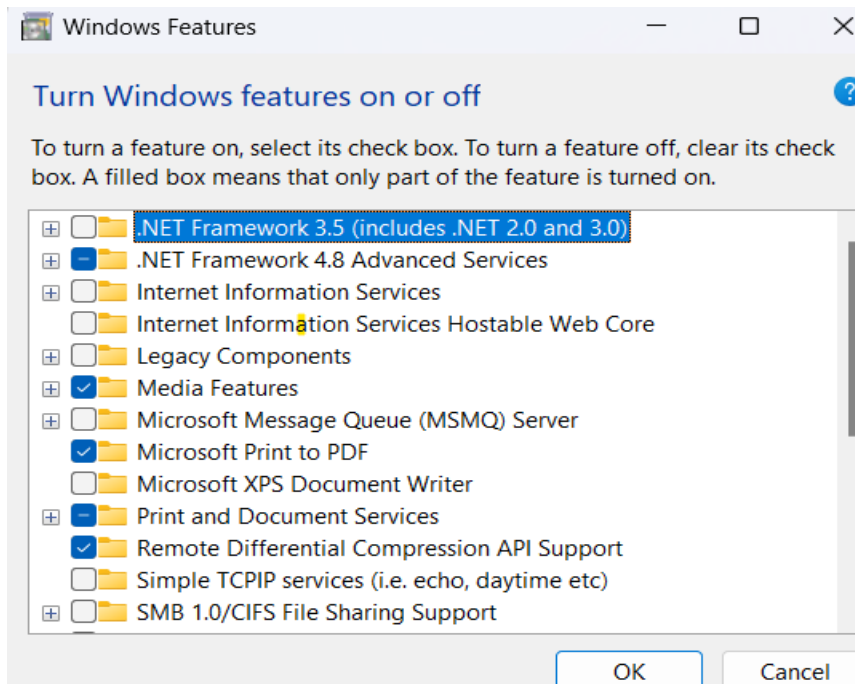 Windows Features
Turn Windows features on or off
?
To turn a feature on, select its check box. To turn a feature off, clear its check
box. A filled box means that only part of the feature is turned on.
.NET Framework 3.5 (includes .NET 2.0 and 3.0)
.NET Framework 4.8 Advanced Services
Internet Information Services
Internet Information Services Hostable Web Core
Legacy Components
Media Features
Microsoft Message Queue (MSMQ) Server
Microsoft Print to PDF
Microsoft XPS Document Writer
Print and Document Services
Remote Differential Compression API Support
Simple TCPIP services (i.e. echo, daytime etc)
SMB 1.0/CIFS File Sharing Support
OK Cancel